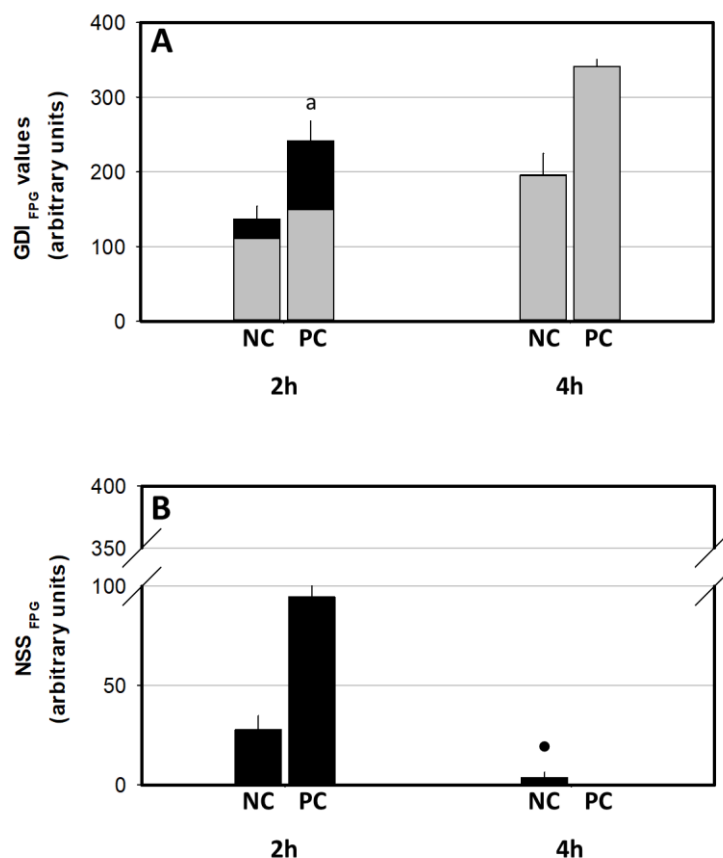 A
400
300
200
100
0
GDI FPG values
(arbitrary units)
a
NC PC NC PC
2h 4h
B
400
350
100
50
0
NSS FPG
(arbitrary units)
NC PC NC PC
2h 4h